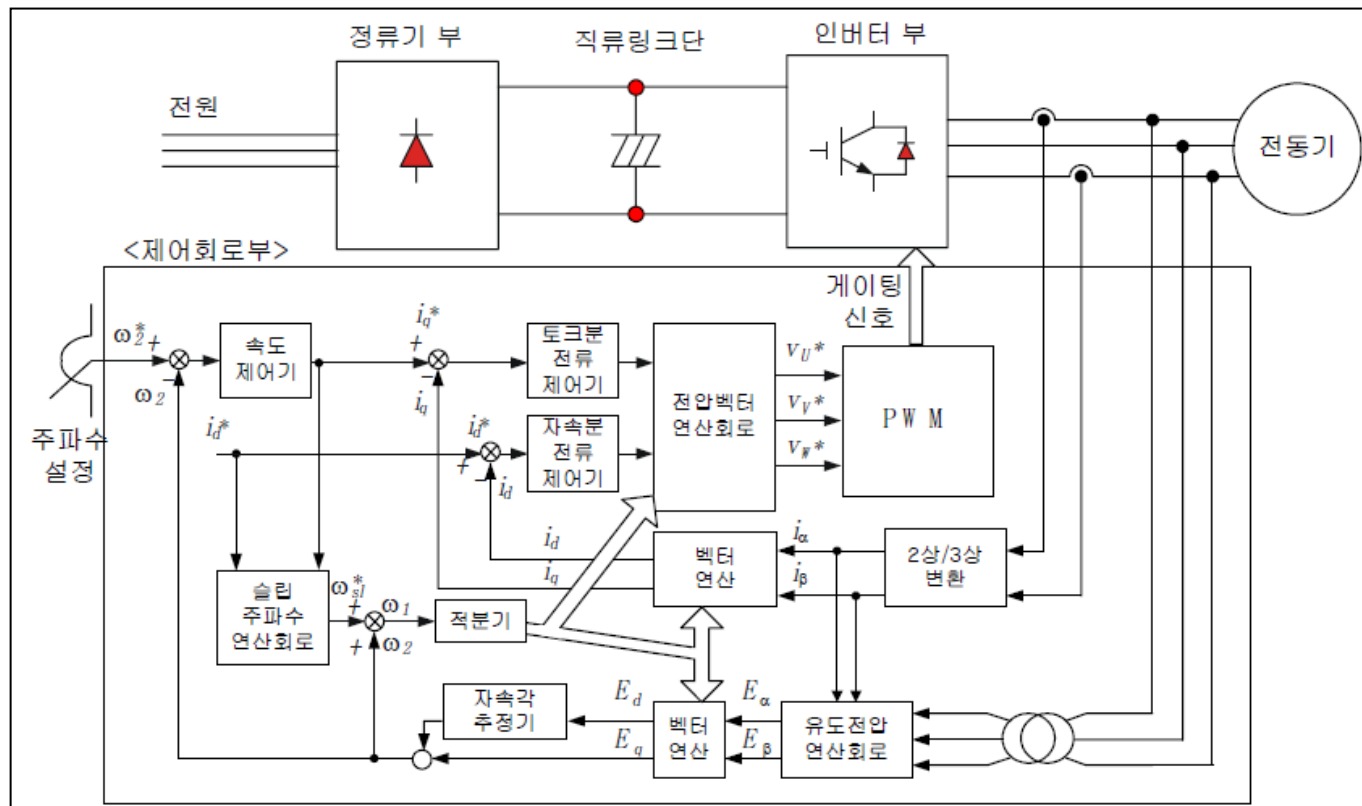 정류기 부
직류링크단
인버터 부
전원
전동기
<제어회로부>
게이팅
신호
주파수
설정
ω2*
+
−
ω2
속도
제어기
iq*
+
−
iq
토크분
전류
제어기
전압벡터
연산회로
vU*
vV*
vW*
PWM
id*
id*
+
−
id
자속분
전류
제어기
id
iq
벡터
연산
iα
iβ
2상/3상
변환
슬립
주파수
연산회로
ωsl*
+
+
ω1
ω2
적분기
자속각
추정기
Ed
Eq
벡터
연산
Eα
Eβ
유도전압
연산회로